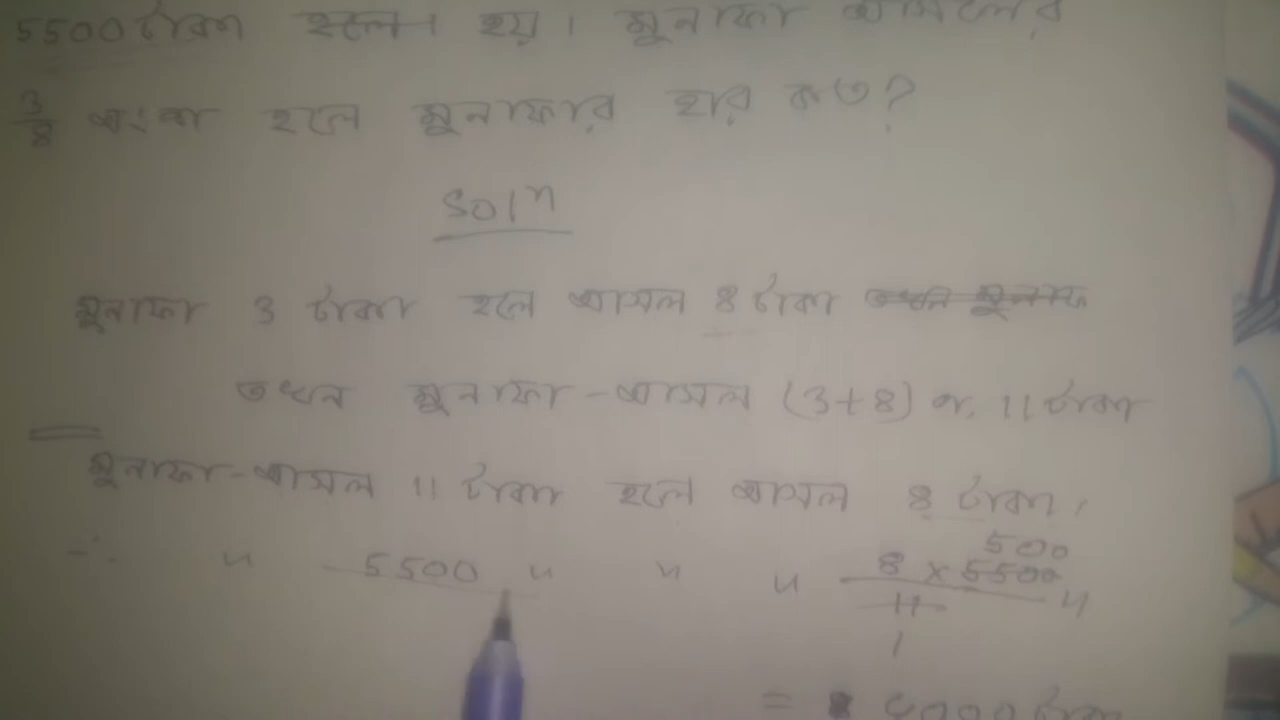 5500 টাকা হলে। হয়। মুনাফা আসলের
3/8 অংশ হলে মুনাফার হার কত?
Solⁿ
মুনাফা 3 টাকা হলে আসল 8 টাকা
তখন মুনাফা-আসল (3+8) বা, 11 টাকা
মুনাফা-আসল 11 টাকা হলে আসল 8 টাকা।
500
∴ " 5500 " " " 8 × 5500 "
11
1
= 4000 টাকা